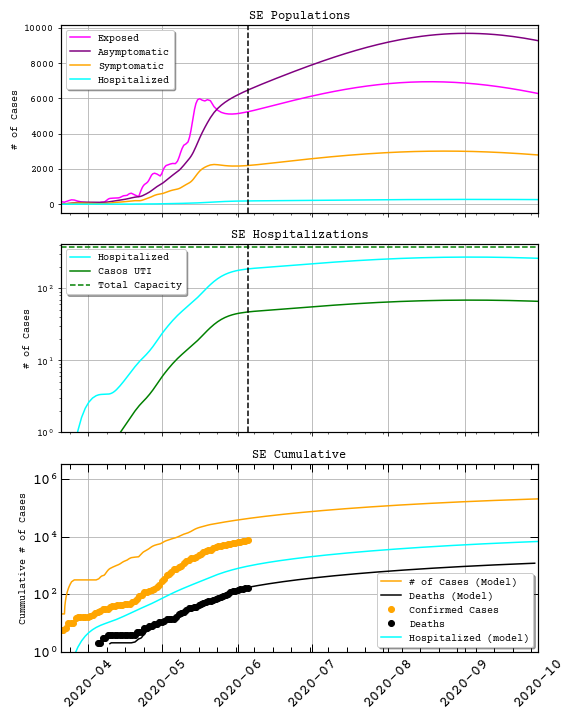 SE Populations
10000
8000
6000
4000
2000
0
# of Cases
Exposed
Asymptomatic
Symptomatic
Hospitalized
SE Hospitalizations
10²
10¹
10⁰
# of Cases
Hospitalized
Casos UTI
Total Capacity
SE Cumulative
10⁶
10⁴
10²
10⁰
Cummulative # of Cases
# of Cases (Model)
Deaths (Model)
Confirmed Cases
Deaths
Hospitalized (model)
2020-04
2020-05
2020-06
2020-07
2020-08
2020-09
2020-10